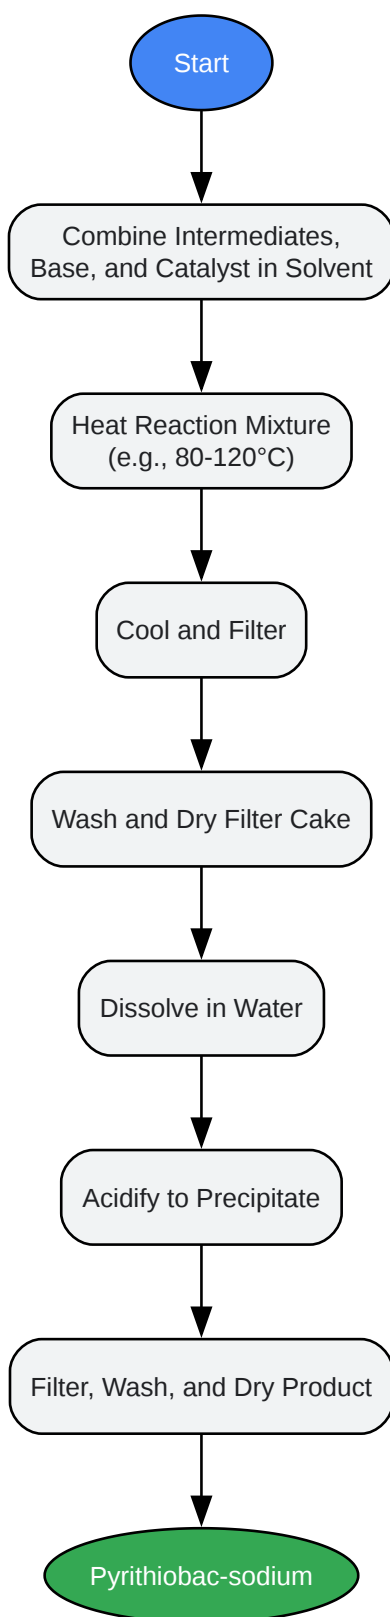 Start
Combine Intermediates,
Base, and Catalyst in Solvent
Heat Reaction Mixture
(e.g., 80-120°C)
Cool and Filter
Wash and Dry Filter Cake
Dissolve in Water
Acidify to Precipitate
Filter, Wash, and Dry Product
Pyrithiobac-sodium